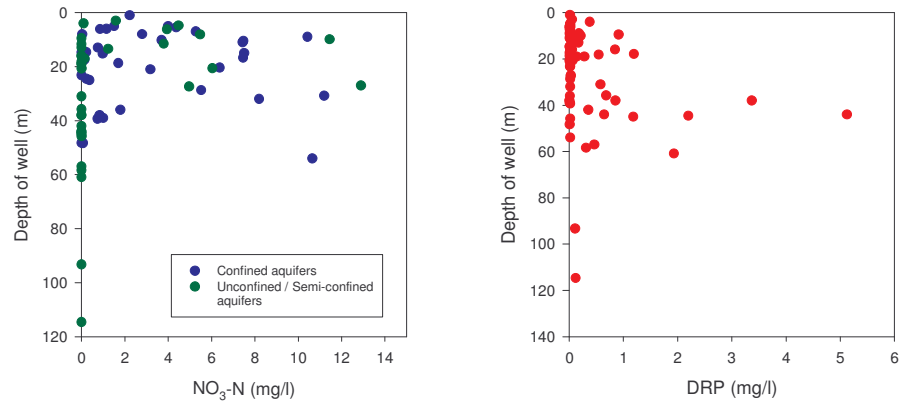 0
20
40
60
80
100
120
Depth of well (m)
Confined aquifers
Unconfined / Semi-confined
aquifers
0 2 4 6 8 10 12 14
NO₃-N (mg/l)
0
20
40
60
80
100
120
140
Depth of well (m)
0 1 2 3 4 5 6
DRP (mg/l)